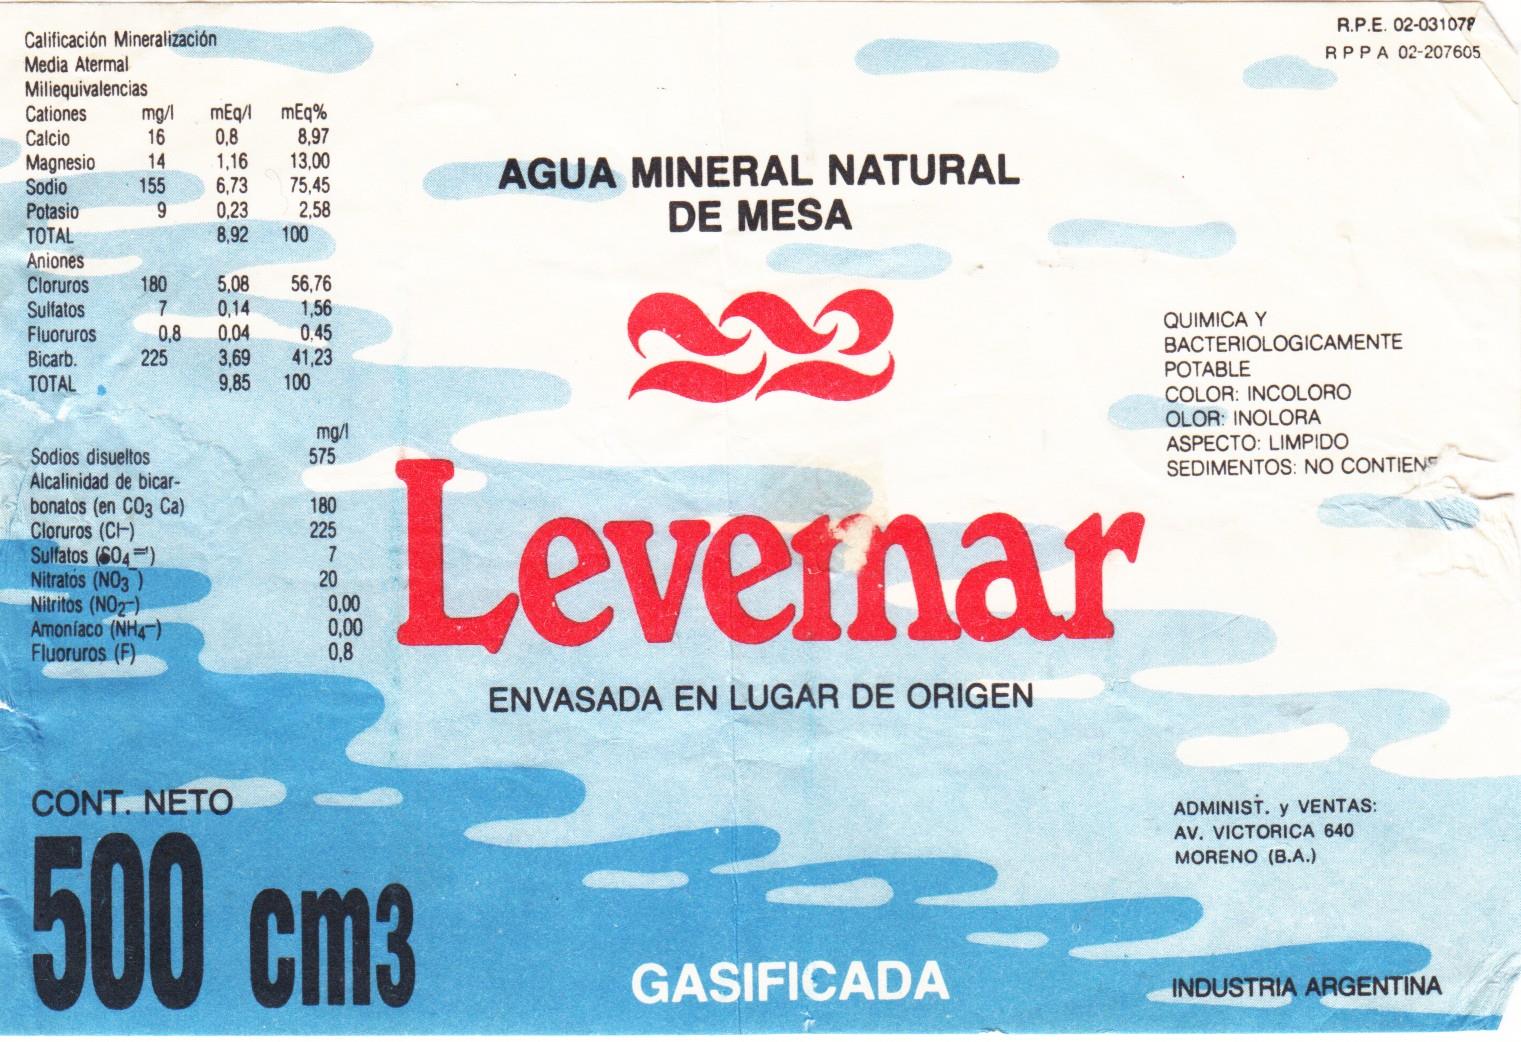 Calificación Mineralización
Media Atermal
Miliequivalencias
Cationes mg/l mEq/l mEq%
Calcio 16 0,8 8,97
Magnesio 14 1,16 13,00
Sodio 155 6,73 75,45
Potasio 9 0,23 2,58
TOTAL 8,92 100
Aniones
Cloruros 180 5,08 56,76
Sulfatos 7 0,14 1,56
Fluoruros 0,8 0,04 0,45
Bicarb. 225 3,69 41,23
TOTAL 9,85 100
mg/l
Sodios disueltos 575
Alcalinidad de bicar-
bonatos (en CO3 Ca) 180
Cloruros (Cl-) 225
Sulfatos (SO4=) 7
Nitratos (NO3-) 20
Nitritos (NO2-) 0,00
Amoníaco (NH4-) 0,00
Fluoruros (F) 0,8
CONT. NETO
500 cm3
AGUA MINERAL NATURAL
DE MESA
Levemar
ENVASADA EN LUGAR DE ORIGEN
GASIFICADA
R.P.E. 02-031078
R P P A 02-207605
QUIMICA Y
BACTERIOLOGICAMENTE
POTABLE
COLOR: INCOLORO
OLOR: INOLORA
ASPECTO: LIMPIDO
SEDIMENTOS: NO CONTIENE
ADMINIST. y VENTAS:
AV. VICTORICA 640
MORENO (B.A.)
INDUSTRIA ARGENTINA